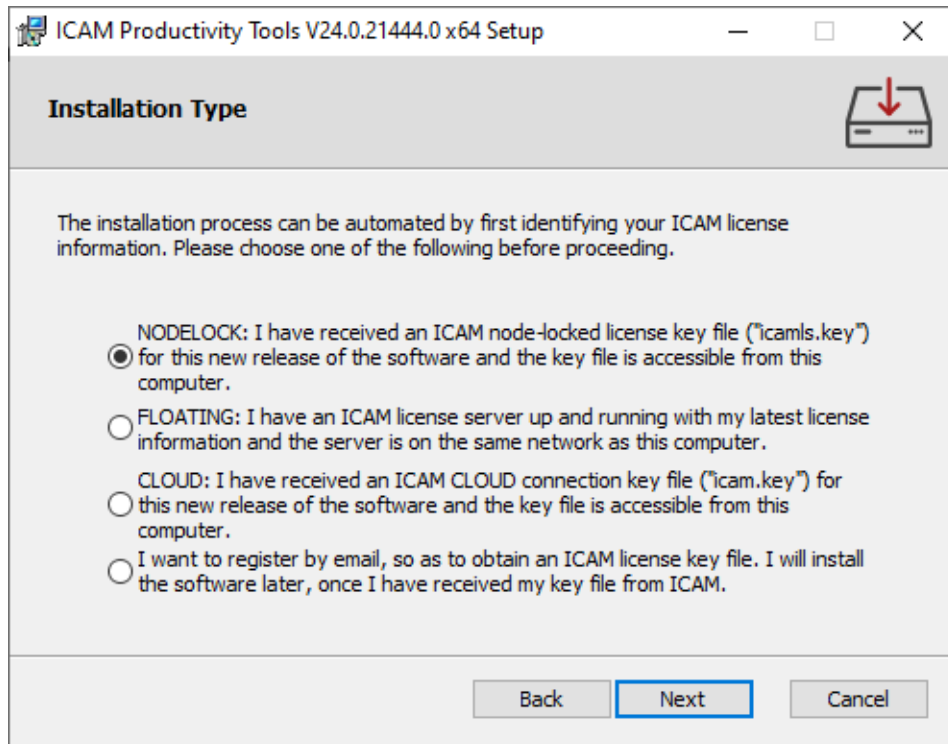 ICAM Productivity Tools V24.0.21444.0 x64 Setup
Installation Type
The installation process can be automated by first identifying your ICAM license
information. Please choose one of the following before proceeding.
NODELOCK: I have received an ICAM node-locked license key file ("icamls.key")
for this new release of the software and the key file is accessible from this
computer.
FLOATING: I have an ICAM license server up and running with my latest license
information and the server is on the same network as this computer.
CLOUD: I have received an ICAM CLOUD connection key file ("icam.key") for
this new release of the software and the key file is accessible from this
computer.
I want to register by email, so as to obtain an ICAM license key file. I will install
the software later, once I have received my key file from ICAM.
Back Next Cancel